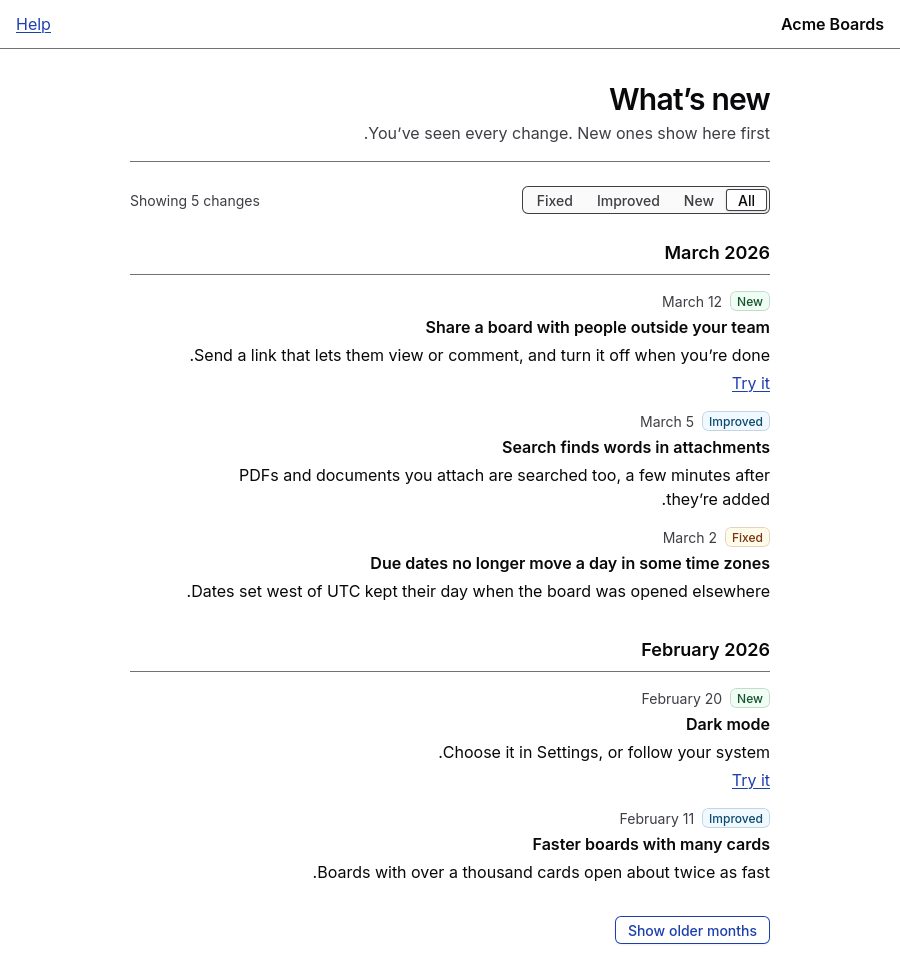 Acme Boards
Help
What’s new
.You’ve seen every change. New ones show here first
All
New
Improved
Fixed
Showing 5 changes
March 2026
New
March 12
Share a board with people outside your team
.Send a link that lets them view or comment, and turn it off when you’re done
Try it
Improved
March 5
Search finds words in attachments
PDFs and documents you attach are searched too, a few minutes after
.they’re added
Fixed
March 2
Due dates no longer move a day in some time zones
.Dates set west of UTC kept their day when the board was opened elsewhere
February 2026
New
February 20
Dark mode
.Choose it in Settings, or follow your system
Try it
Improved
February 11
Faster boards with many cards
.Boards with over a thousand cards open about twice as fast
Show older months